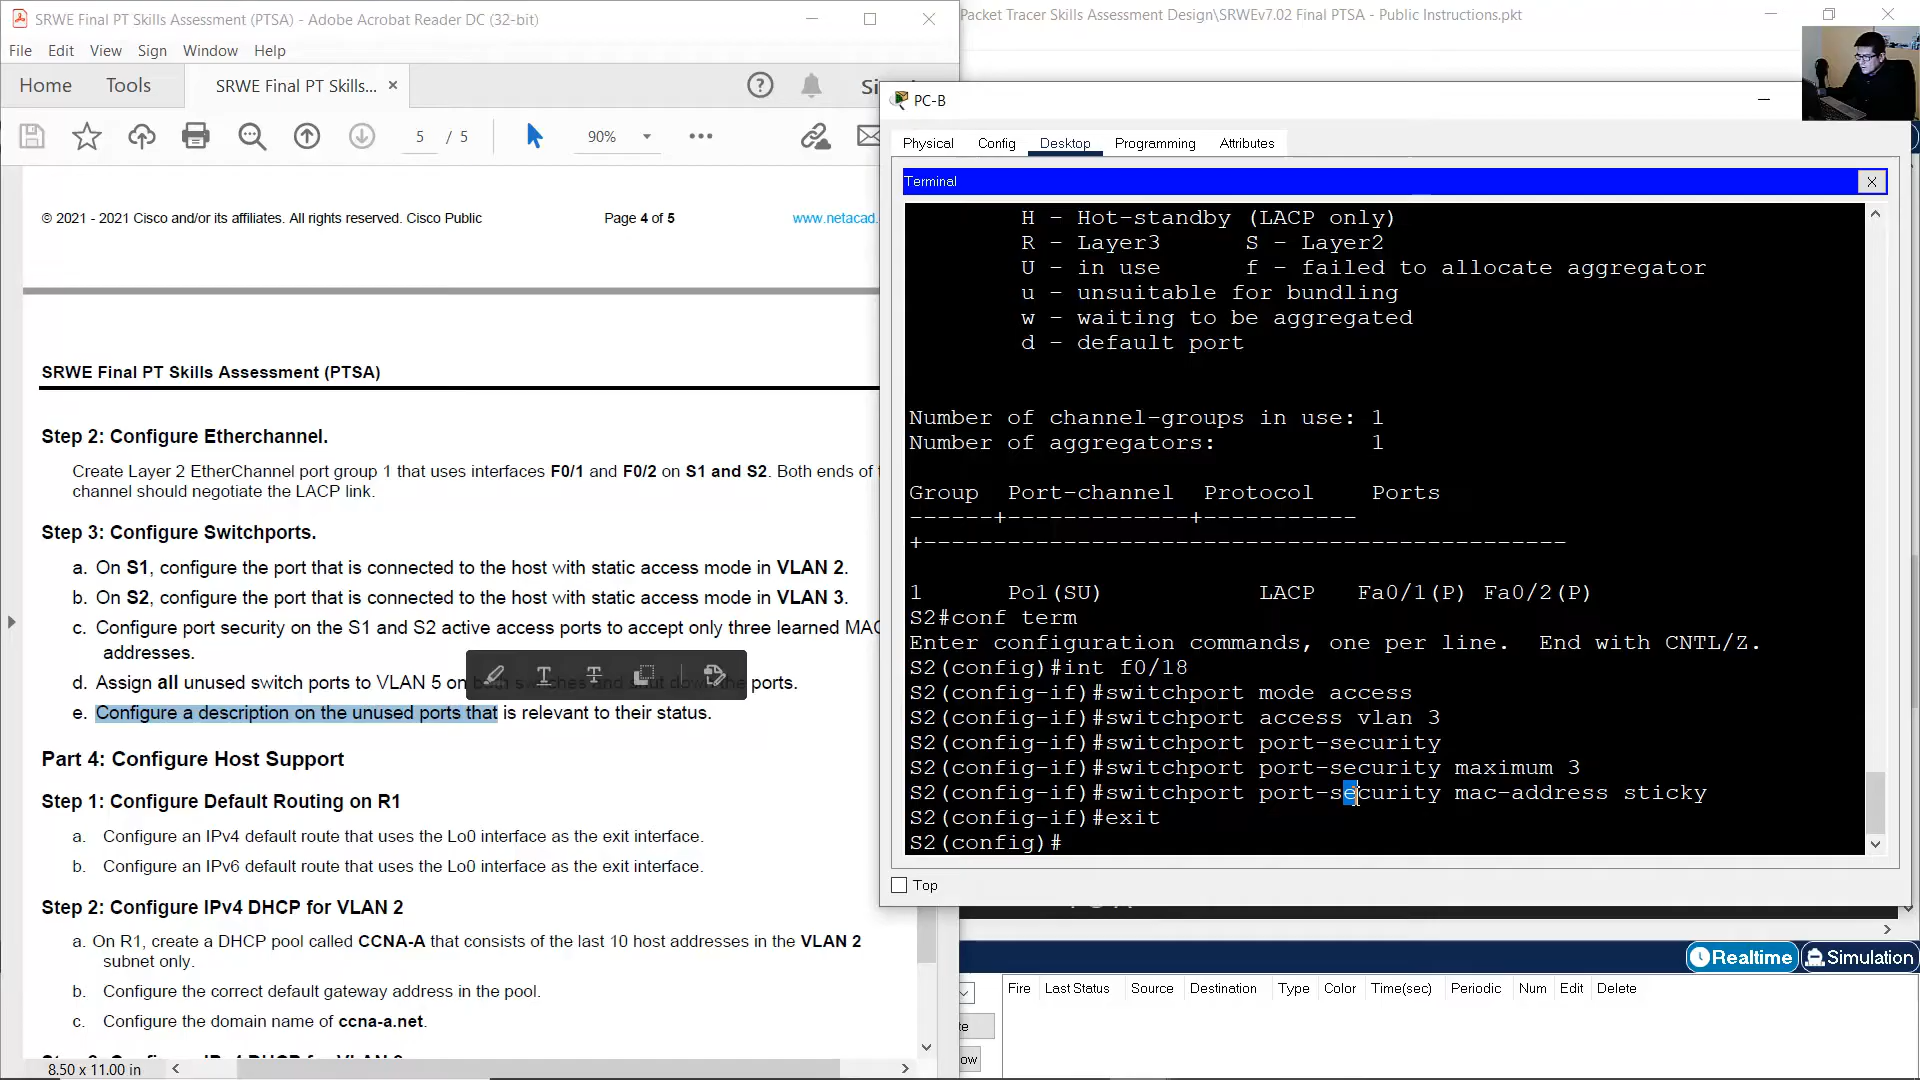 SRWE Final PT Skills Assessment (PTSA) - Adobe Acrobat Reader DC (32-bit)
File Edit View Sign Window Help
Home Tools SRWE Final PT Skills... ×
5 / 5 90%
© 2021 - 2021 Cisco and/or its affiliates. All rights reserved. Cisco Public Page 4 of 5 www.netacad.
SRWE Final PT Skills Assessment (PTSA)
Step 2: Configure Etherchannel.
Create Layer 2 EtherChannel port group 1 that uses interfaces F0/1 and F0/2 on S1 and S2. Both ends of
channel should negotiate the LACP link.
Step 3: Configure Switchports.
a. On S1, configure the port that is connected to the host with static access mode in VLAN 2.
b. On S2, configure the port that is connected to the host with static access mode in VLAN 3.
c. Configure port security on the S1 and S2 active access ports to accept only three learned MAC
addresses.
d. Assign all unused switch ports to VLAN 5 on both switches and shut down the ports.
e. Configure a description on the unused ports that is relevant to their status.
Part 4: Configure Host Support
Step 1: Configure Default Routing on R1
a. Configure an IPv4 default route that uses the Lo0 interface as the exit interface.
b. Configure an IPv6 default route that uses the Lo0 interface as the exit interface.
Step 2: Configure IPv4 DHCP for VLAN 2
a. On R1, create a DHCP pool called CCNA-A that consists of the last 10 host addresses in the VLAN 2
subnet only.
b. Configure the correct default gateway address in the pool.
c. Configure the domain name of ccna-a.net.
8.50 x 11.00 in
Packet Tracer Skills Assessment Design\SRWEv7.02 Final PTSA - Public Instructions.pkt
PC-B
Physical Config Desktop Programming Attributes
Terminal X
H - Hot-standby (LACP only)
R - Layer3 S - Layer2
U - in use f - failed to allocate aggregator
u - unsuitable for bundling
w - waiting to be aggregated
d - default port
Number of channel-groups in use: 1
Number of aggregators: 1
Group Port-channel Protocol Ports
------+-------------+-----------
+----------------------------------------------
1 Po1(SU) LACP Fa0/1(P) Fa0/2(P)
S2#conf term
Enter configuration commands, one per line. End with CNTL/Z.
S2(config)#int f0/18
S2(config-if)#switchport mode access
S2(config-if)#switchport access vlan 3
S2(config-if)#switchport port-security
S2(config-if)#switchport port-security maximum 3
S2(config-if)#switchport port-security mac-address sticky
S2(config-if)#exit
S2(config)#
Top
Realtime Simulation
Fire Last Status Source Destination Type Color Time(sec) Periodic Num Edit Delete